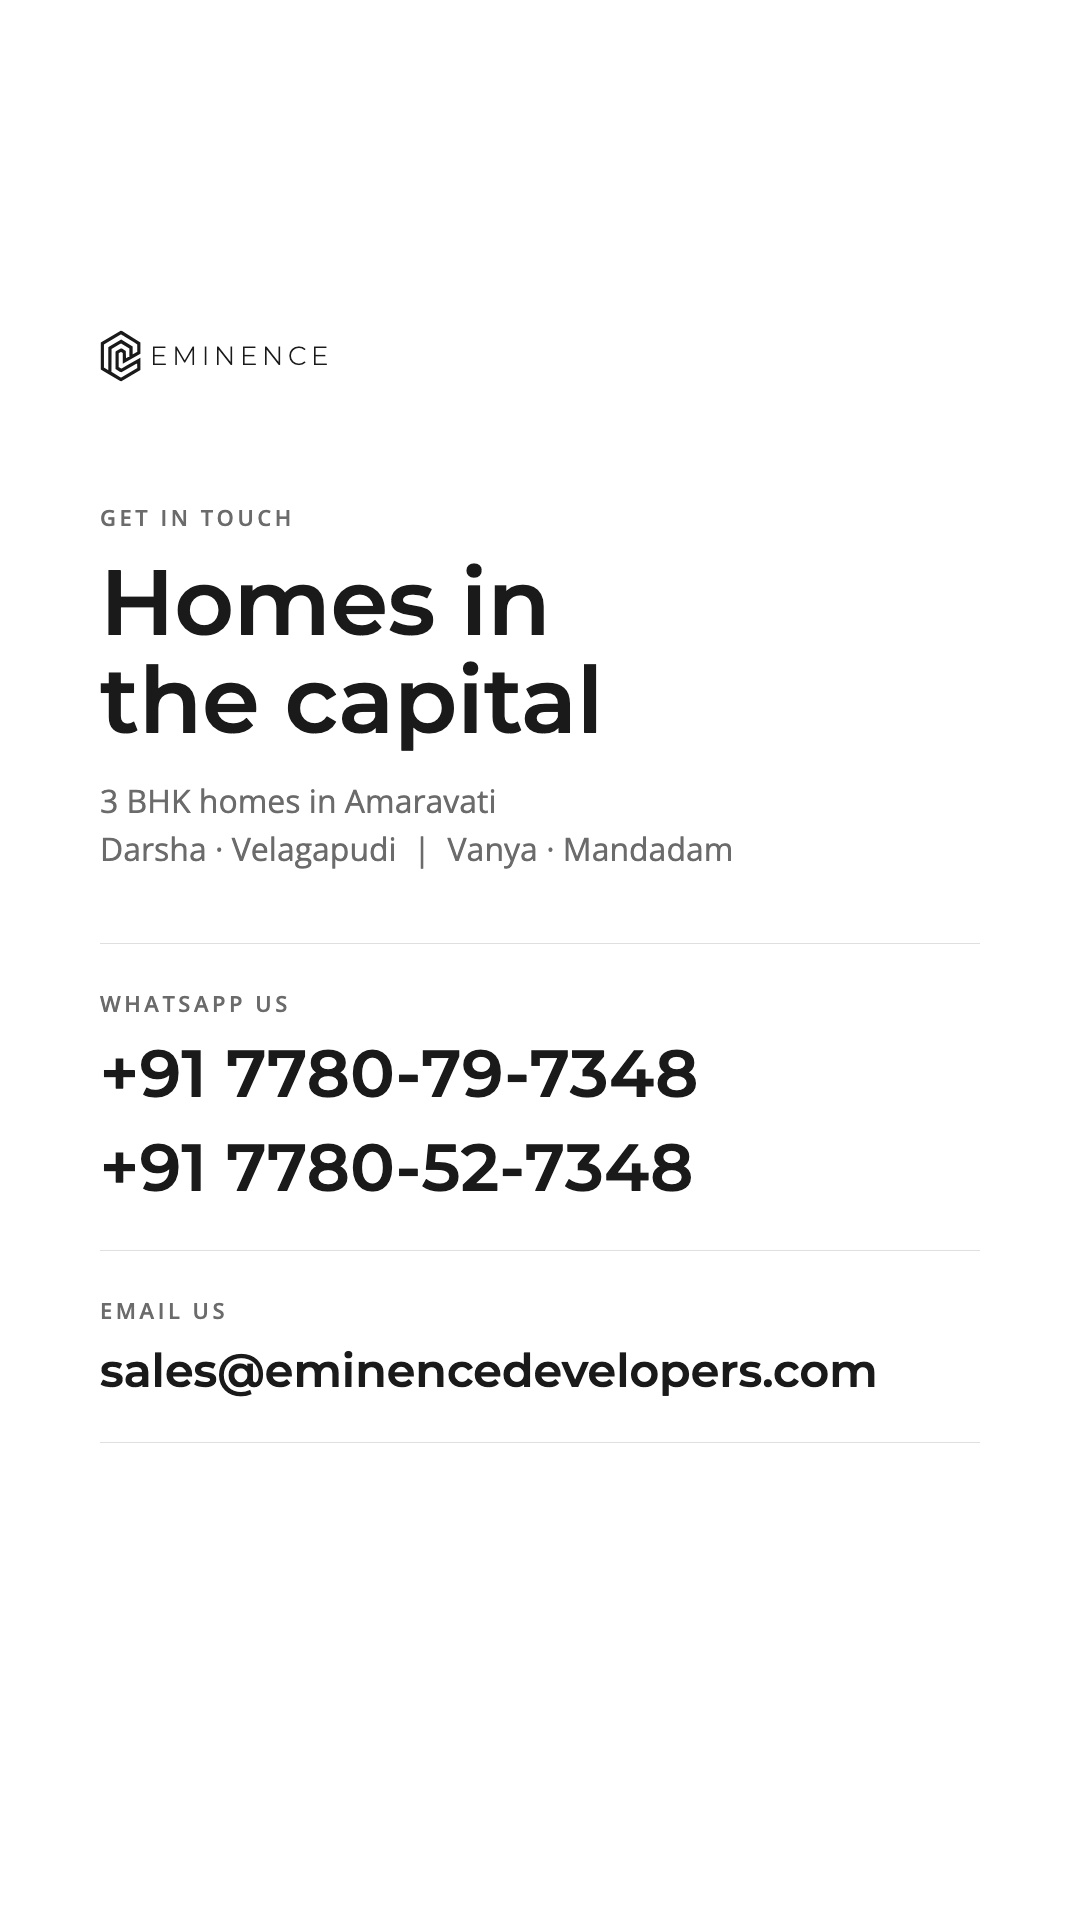 EMINENCE
GET IN TOUCH
Homes in
the capital
3 BHK homes in Amaravati
Darsha · Velagapudi | Vanya · Mandadam
WHATSAPP US
+91 7780-79-7348
+91 7780-52-7348
EMAIL US
sales@eminencedevelopers.com